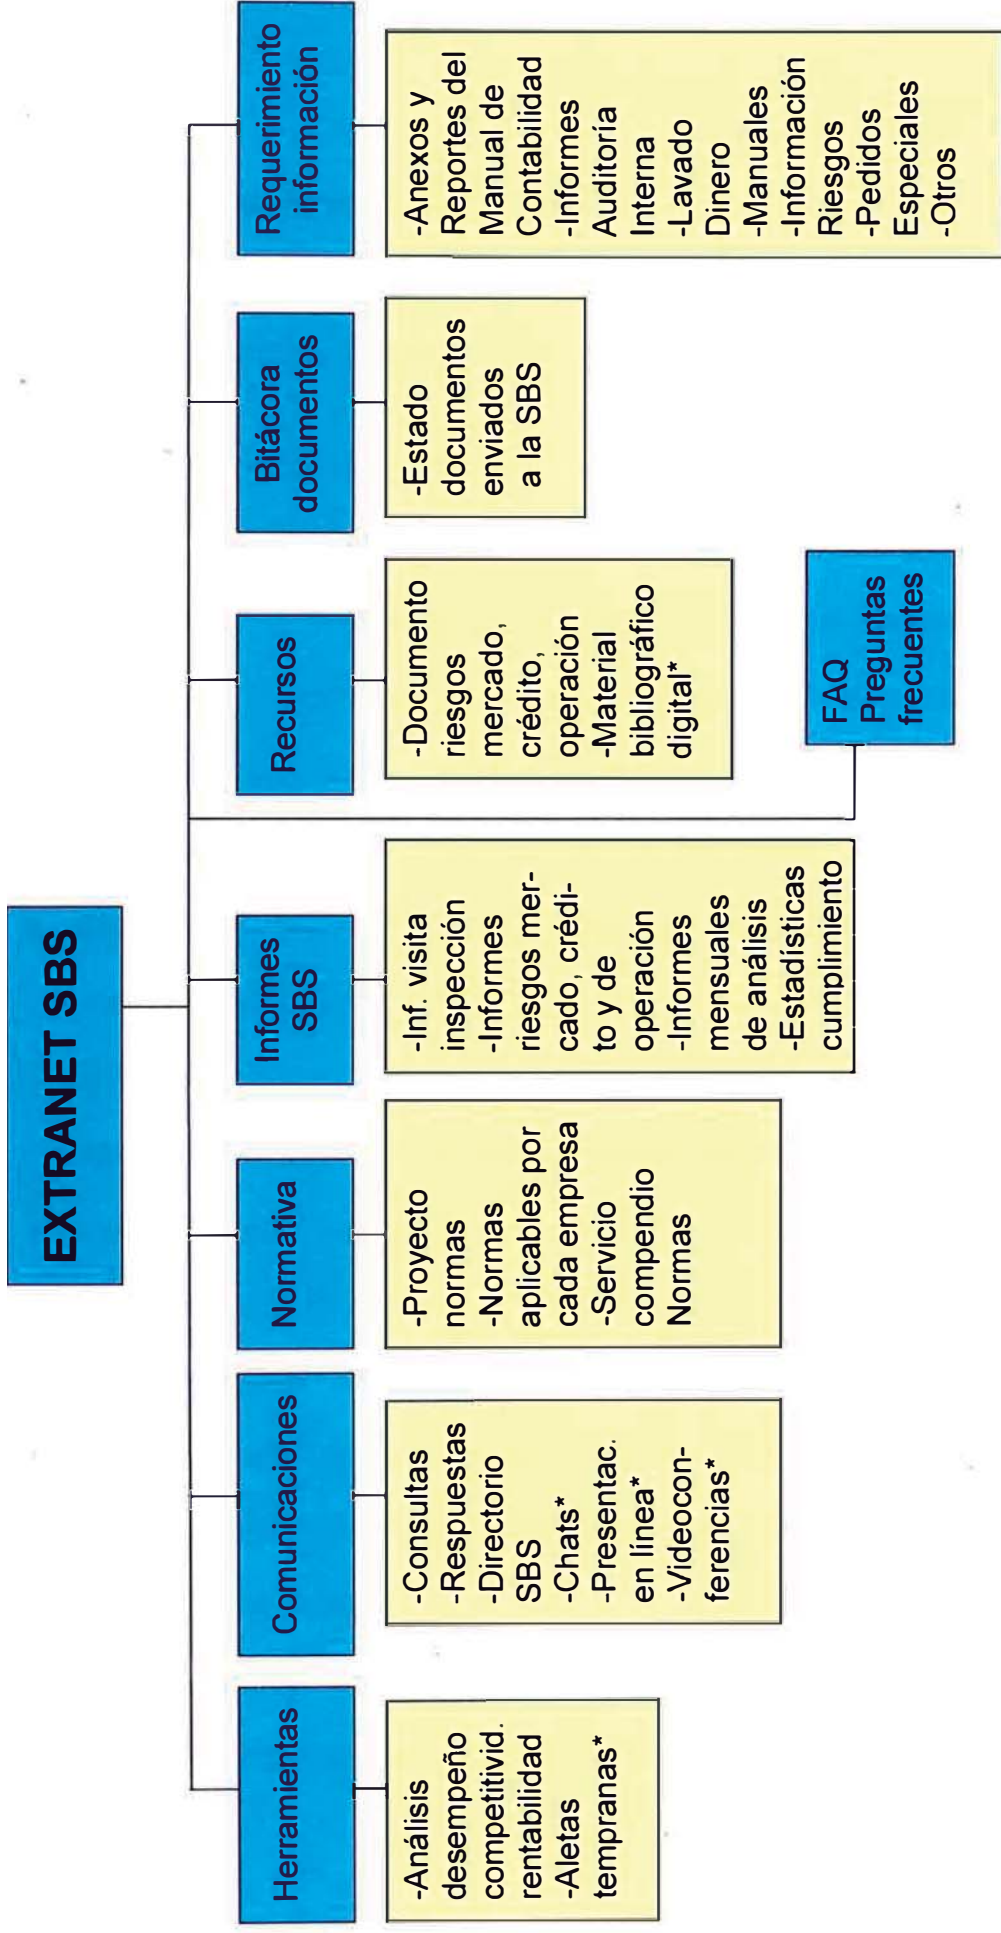 EXTRANET SBS
Herramientas
-Análisis
desempeño
competitivid.
rentabilidad
-Aletas
tempranas*
Comunicaciones
-Consultas
-Respuestas
-Directorio
SBS
-Chats*
-Presentac.
en línea*
-Videocon-
ferencias*
Normativa
-Proyecto
normas
-Normas
aplicables por
cada empresa
-Servicio
compendio
Normas
Informes
SBS
-Inf. visita
inspección
-Informes
riesgos mer-
cado, crédi-
to y de
operación
-Informes
mensuales
de análisis
-Estadísticas
cumplimiento
Recursos
-Documento
riesgos
mercado,
crédito,
operación
-Material
bibliográfico
digital*
Bitácora
documentos
-Estado
documentos
enviados
a la SBS
Requerimiento
información
-Anexos y
Reportes del
Manual de
Contabilidad
-Informes
Auditoría
Interna
-Lavado
Dinero
-Manuales
-Información
Riesgos
-Pedidos
Especiales
-Otros
FAQ
Preguntas
frecuentes